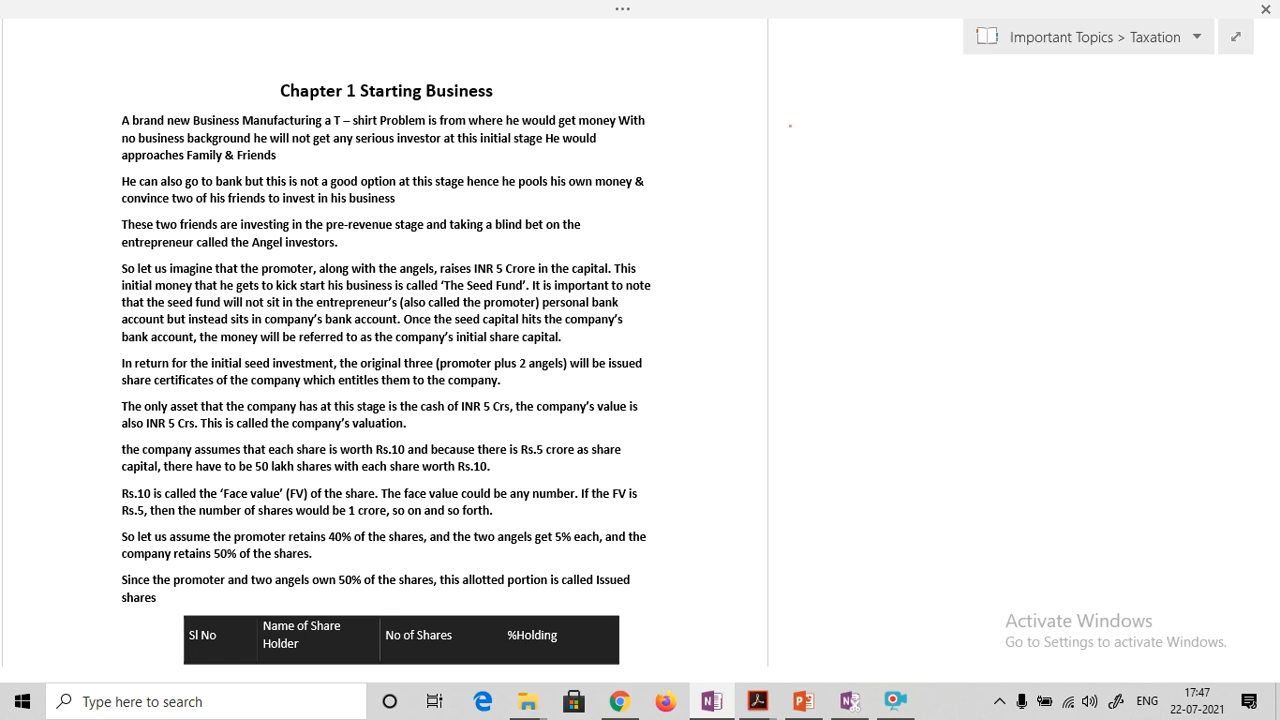 Important Topics > Taxation
Chapter 1 Starting Business
A brand new Business Manufacturing a T – shirt Problem is from where he would get money With
no business background he will not get any serious investor at this initial stage He would
approaches Family & Friends
He can also go to bank but this is not a good option at this stage hence he pools his own money &
convince two of his friends to invest in his business
These two friends are investing in the pre-revenue stage and taking a blind bet on the
entrepreneur called the Angel investors.
So let us imagine that the promoter, along with the angels, raises INR 5 Crore in the capital. This
initial money that he gets to kick start his business is called ‘The Seed Fund’. It is important to note
that the seed fund will not sit in the entrepreneur’s (also called the promoter) personal bank
account but instead sits in company’s bank account. Once the seed capital hits the company’s
bank account, the money will be referred to as the company’s initial share capital.
In return for the initial seed investment, the original three (promoter plus 2 angels) will be issued
share certificates of the company which entitles them to the company.
The only asset that the company has at this stage is the cash of INR 5 Crs, the company’s value is
also INR 5 Crs. This is called the company’s valuation.
the company assumes that each share is worth Rs.10 and because there is Rs.5 crore as share
capital, there have to be 50 lakh shares with each share worth Rs.10.
Rs.10 is called the ‘Face value’ (FV) of the share. The face value could be any number. If the FV is
Rs.5, then the number of shares would be 1 crore, so on and so forth.
So let us assume the promoter retains 40% of the shares, and the two angels get 5% each, and the
company retains 50% of the shares.
Since the promoter and two angels own 50% of the shares, this allotted portion is called Issued
shares
Sl No
Name of Share
Holder
No of Shares
%Holding
Activate Windows
Go to Settings to activate Windows.
Type here to search
ENG
17:47
22-07-2021